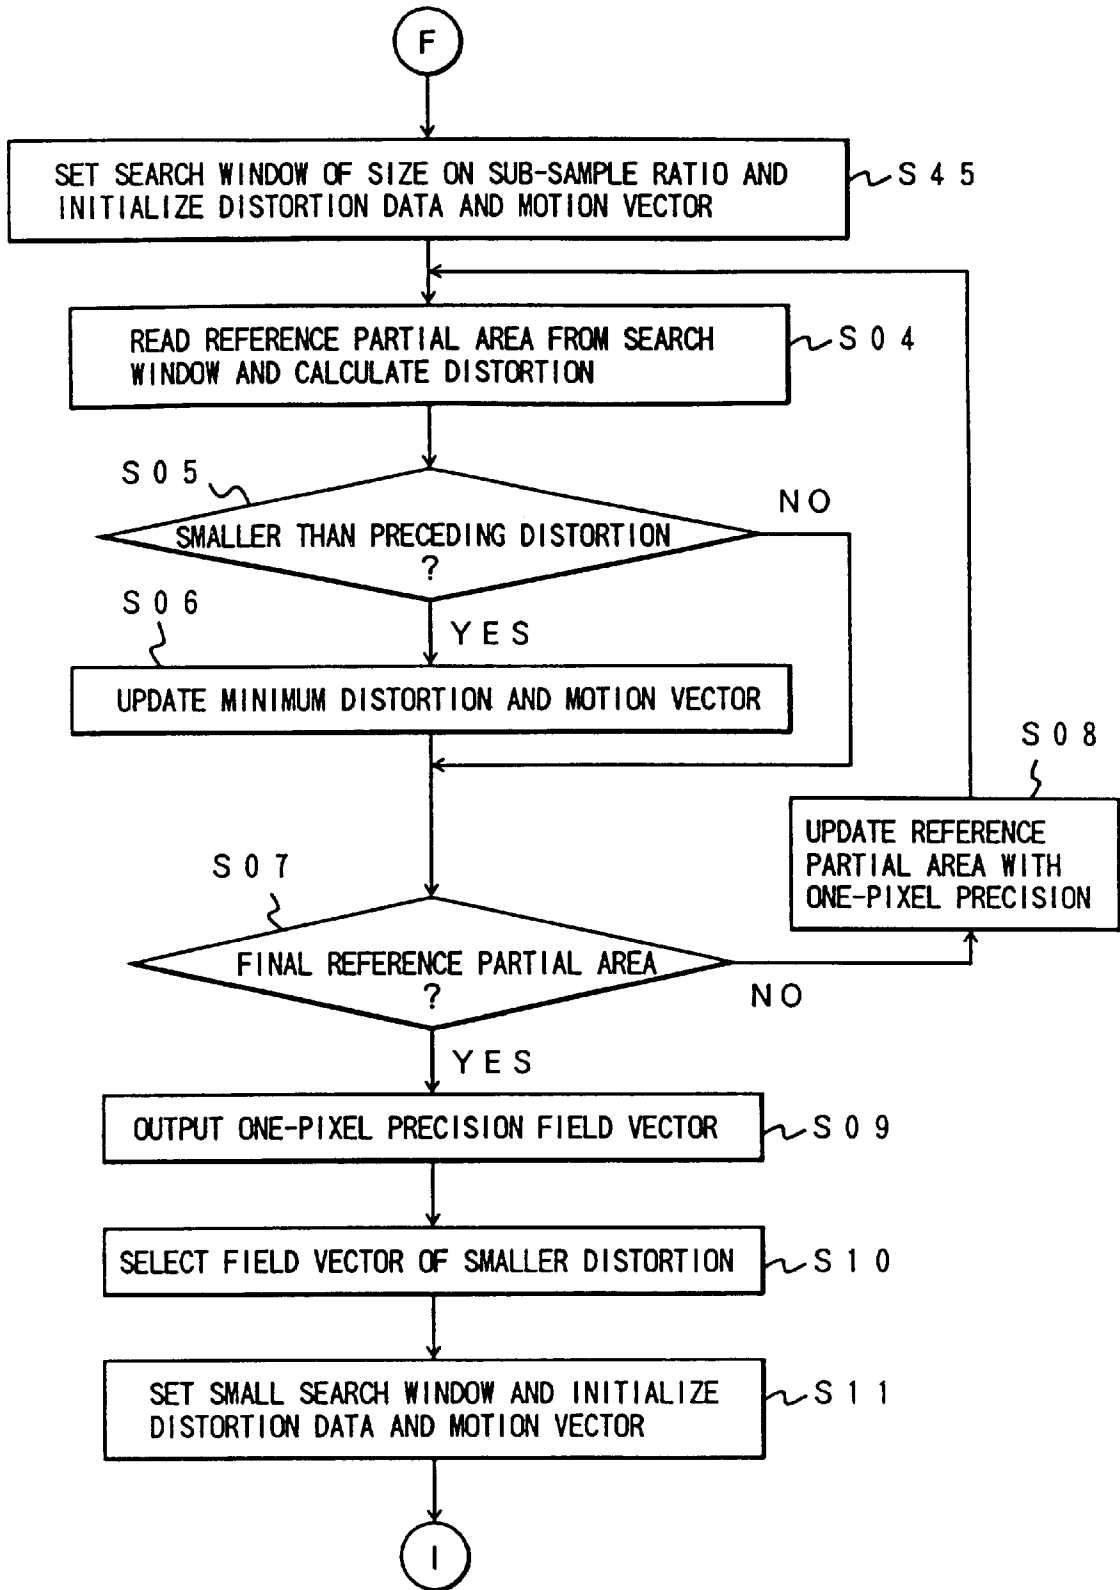 F
SET SEARCH WINDOW OF SIZE ON SUB-SAMPLE RATIO AND
INITIALIZE DISTORTION DATA AND MOTION VECTOR
S45
READ REFERENCE PARTIAL AREA FROM SEARCH
WINDOW AND CALCULATE DISTORTION
S04
S05
SMALLER THAN PRECEDING DISTORTION
?
NO
YES
S06
UPDATE MINIMUM DISTORTION AND MOTION VECTOR
S08
UPDATE REFERENCE
PARTIAL AREA WITH
ONE-PIXEL PRECISION
S07
FINAL REFERENCE PARTIAL AREA
?
NO
YES
OUTPUT ONE-PIXEL PRECISION FIELD VECTOR
S09
SELECT FIELD VECTOR OF SMALLER DISTORTION
S10
SET SMALL SEARCH WINDOW AND INITIALIZE
DISTORTION DATA AND MOTION VECTOR
S11
I